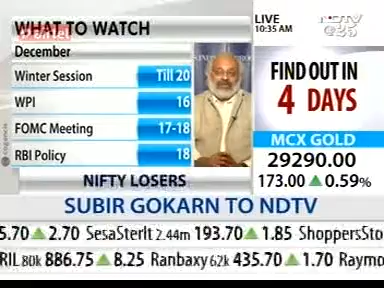 WHAT TO WATCH
LIVE
10:35 AM
NDTV
25
December
Winter Session Till 20
WPI 16
FOMC Meeting 17-18
RBI Policy 18
FIND OUT IN
4 DAYS
MCX GOLD
29290.00
173.00 ▲ 0.59%
NIFTY LOSERS
SUBIR GOKARN TO NDTV
5.70 ▲ 2.70 SesaSterlt 2.44m 193.70 ▲ 1.85 ShoppersSto
RIL 80k 886.75 ▲ 8.25 Ranbaxy 62k 435.70 ▲ 1.70 Raymo